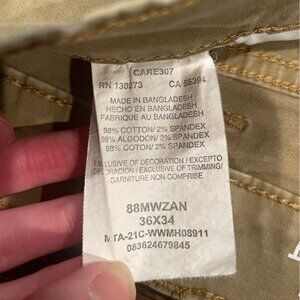 CARE307
RN 130273 CA 55394
MADE IN BANGLADESH
HECHO EN BANGLADESH
FABRIQUE AU BANGLADESH
98% COTTON/2% SPANDEX
98% ALGODON/2% SPANDEX
98% COTON/2% SPANDEX
EXCLUSIVE OF DECORATION / EXCEPTO
DECORACION / EXCLUSIVE OF TRIMMING/
GARNITURE NON COMPRISE
88MWZAN
36X34
MTA-21C-WWMH08911
083624679845